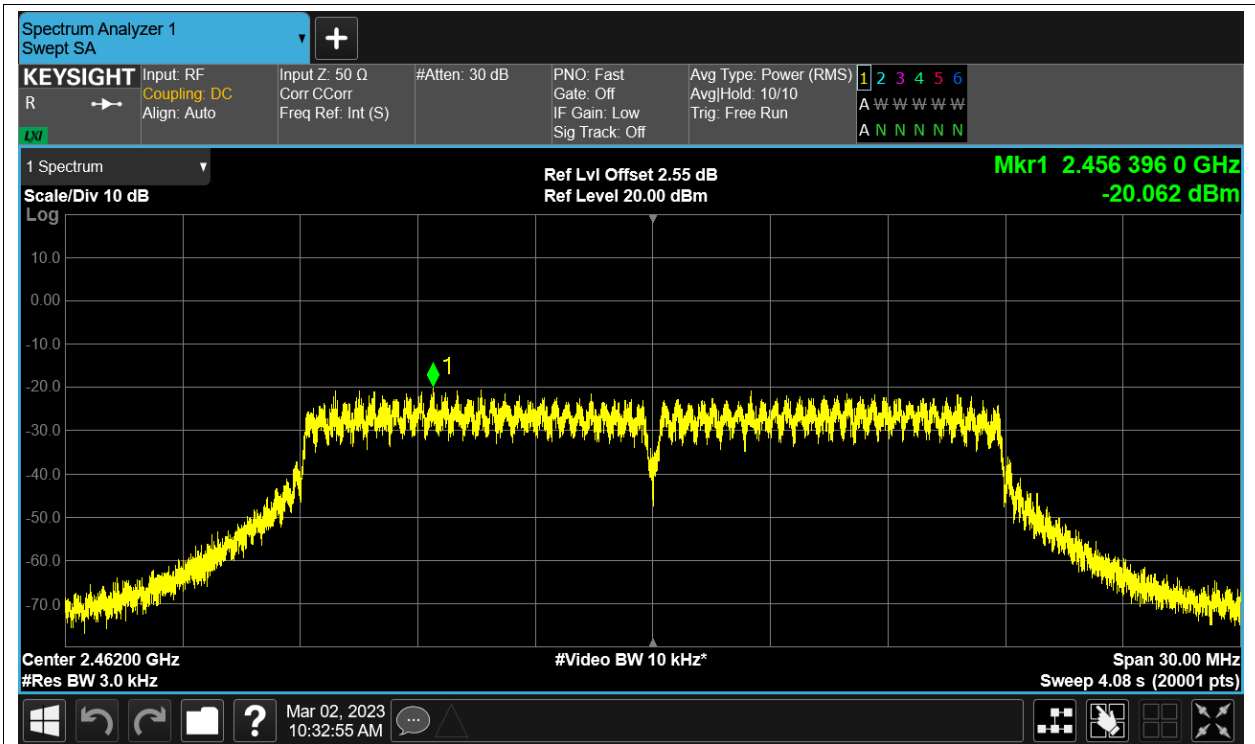 Spectrum Analyzer 1
Swept SA
KEYSIGHT
R
LXI
Input: RF
Coupling: DC
Align: Auto
Input Z: 50 Ω
Corr CCorr
Freq Ref: Int (S)
#Atten: 30 dB
PNO: Fast
Gate: Off
IF Gain: Low
Sig Track: Off
Avg Type: Power (RMS)
Avg|Hold: 10/10
Trig: Free Run
1 2 3 4 5 6
A W W W W W
A N N N N N
1 Spectrum
Scale/Div 10 dB
Log
Ref Lvl Offset 2.55 dB
Ref Level 20.00 dBm
Mkr1 2.456 396 0 GHz
-20.062 dBm
10.0
0.00
-10.0
1
-20.0
-30.0
-40.0
-50.0
-60.0
-70.0
Center 2.46200 GHz
#Video BW 10 kHz*
Span 30.00 MHz
#Res BW 3.0 kHz
Sweep 4.08 s (20001 pts)
?
Mar 02, 2023
10:32:55 AM